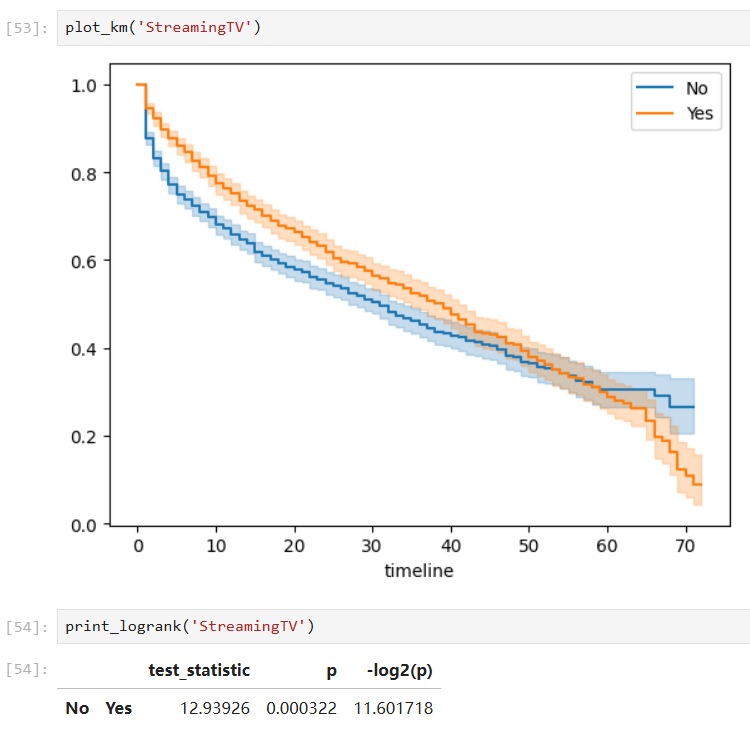 [53]: plot_km('StreamingTV')
1.0
No
Yes
0.8
0.6
0.4
0.2
0.0
0 10 20 30 40 50 60 70
timeline
[54]: print_logrank('StreamingTV')
[54]: test_statistic p -log2(p)
No Yes 12.93926 0.000322 11.601718